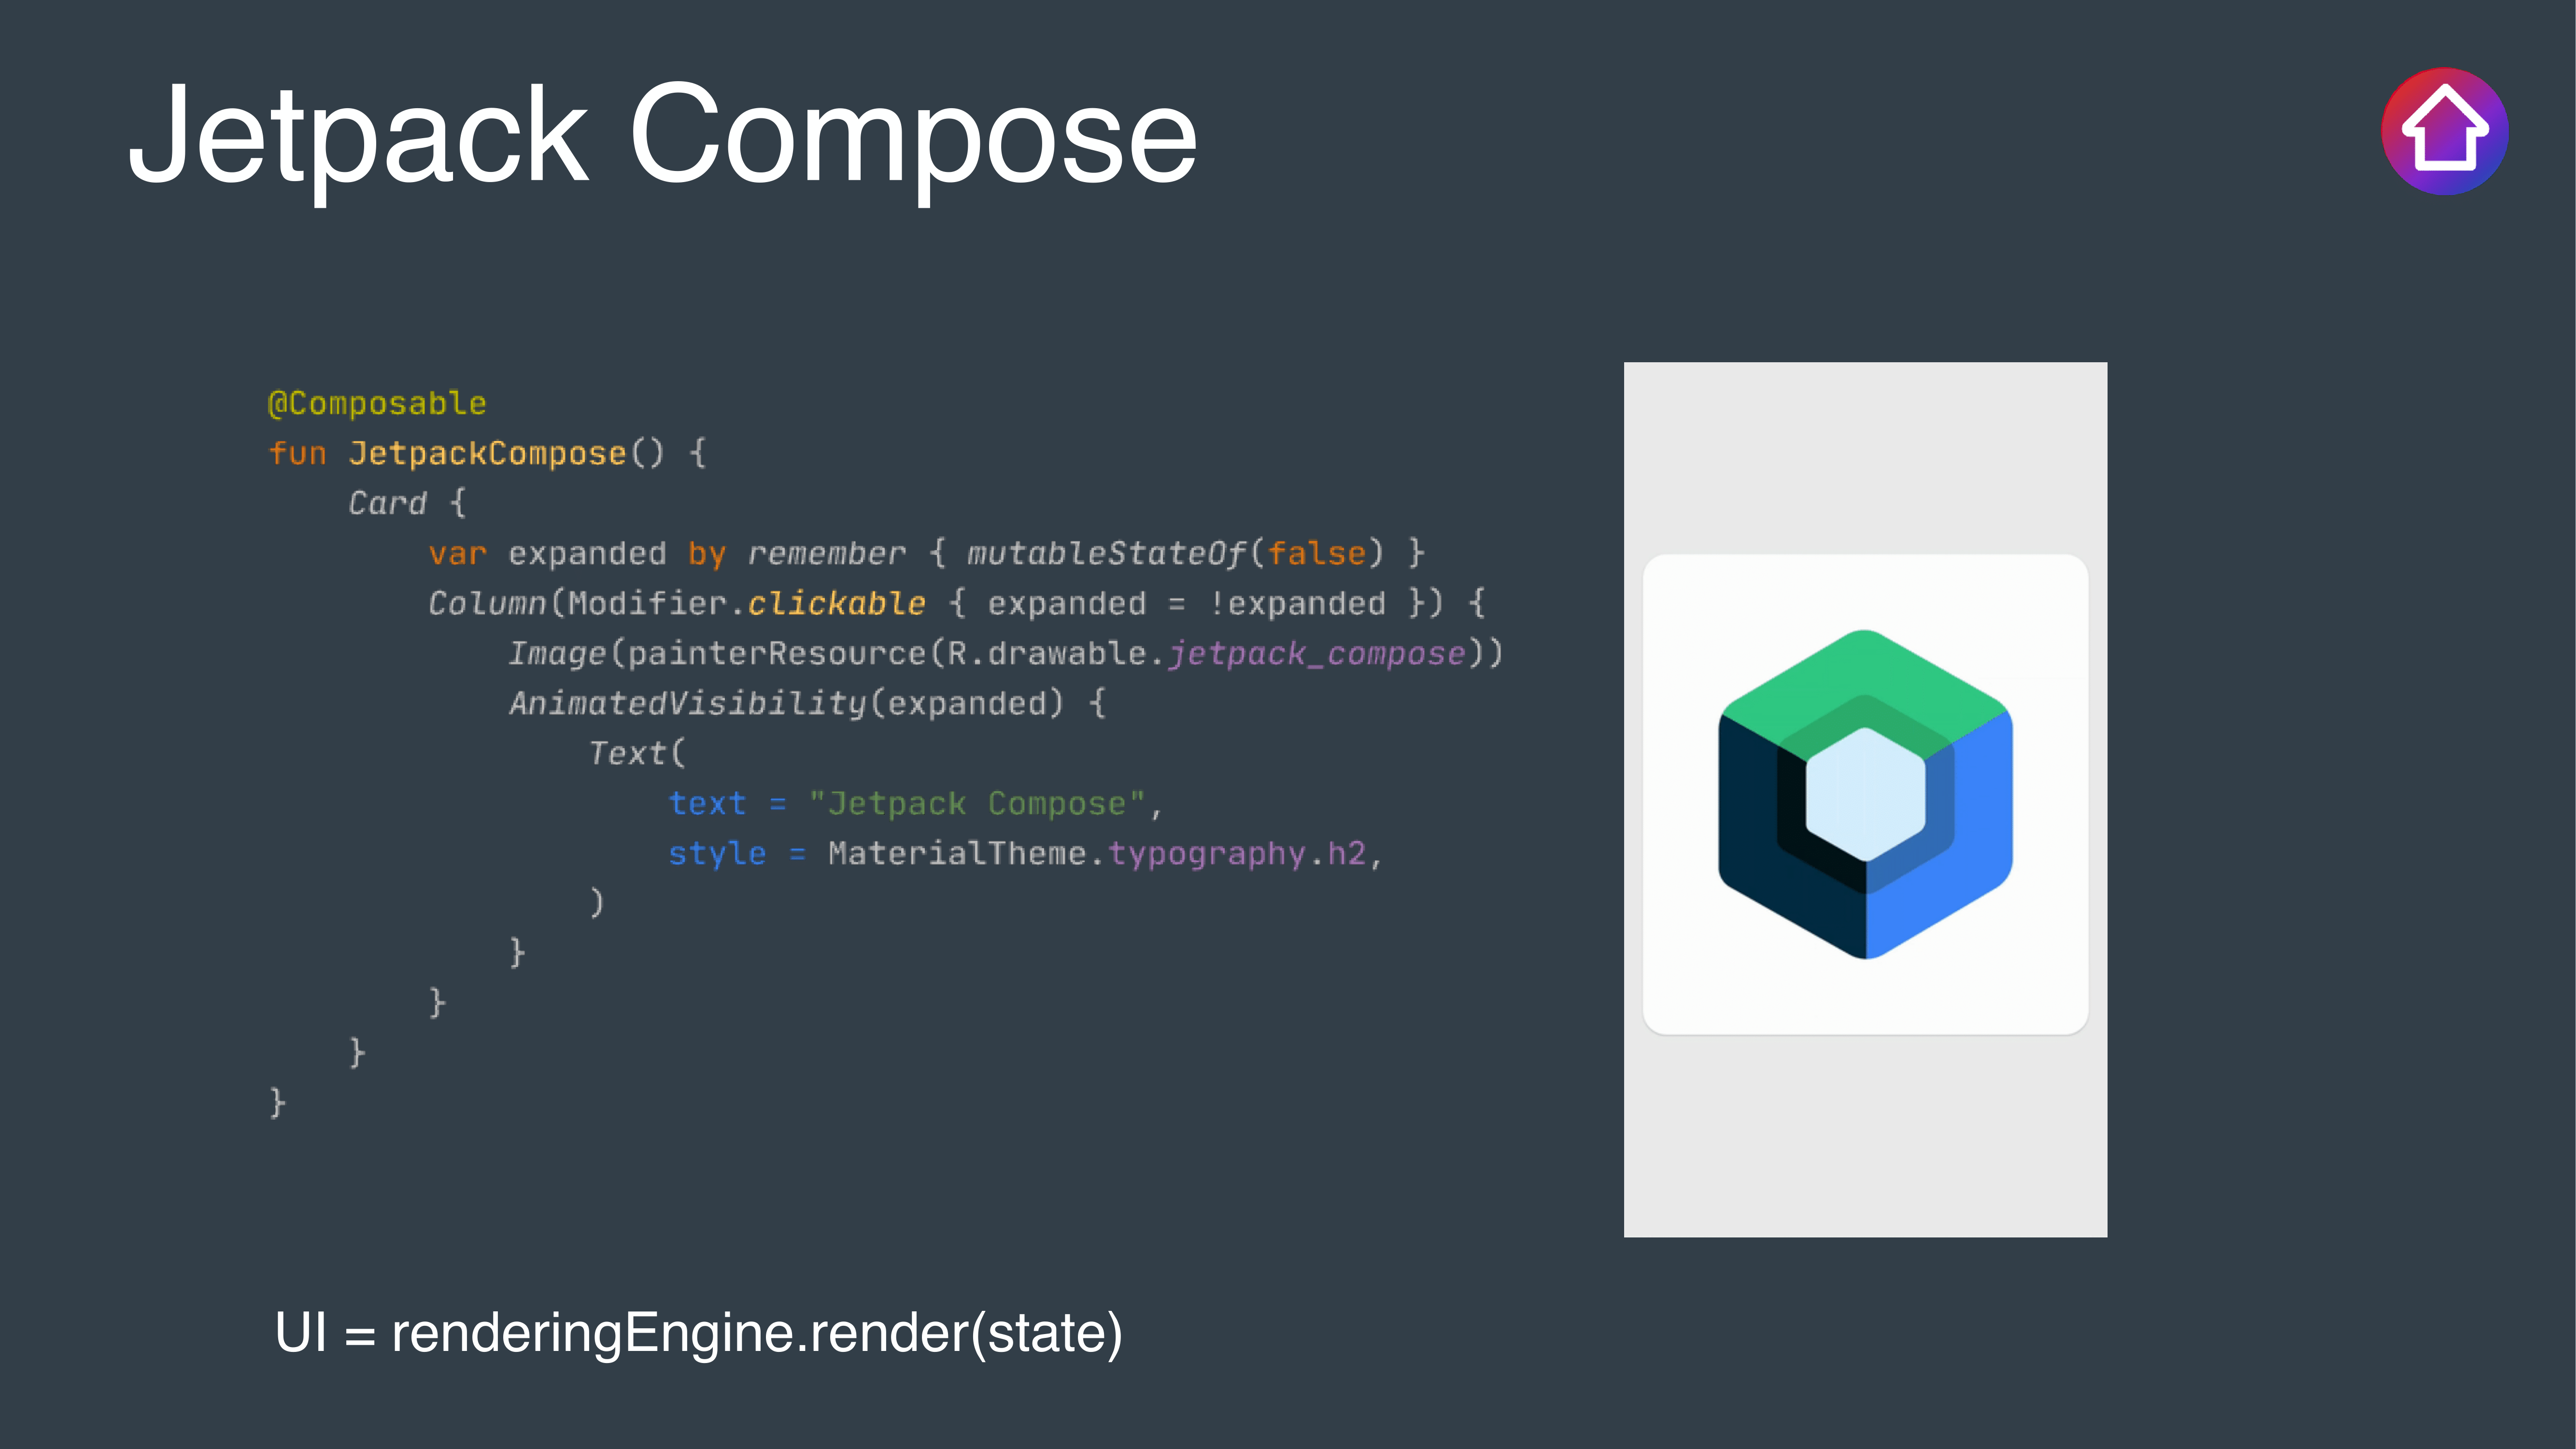 Jetpack Compose
@Composable
fun JetpackCompose() {
    Card {
        var expanded by remember { mutableStateOf(false) }
        Column(Modifier.clickable { expanded = !expanded }) {
            Image(painterResource(R.drawable.jetpack_compose))
            AnimatedVisibility(expanded) {
                Text(
                    text = "Jetpack Compose",
                    style = MaterialTheme.typography.h2,
                )
            }
        }
    }
}
UI = renderingEngine.render(state)